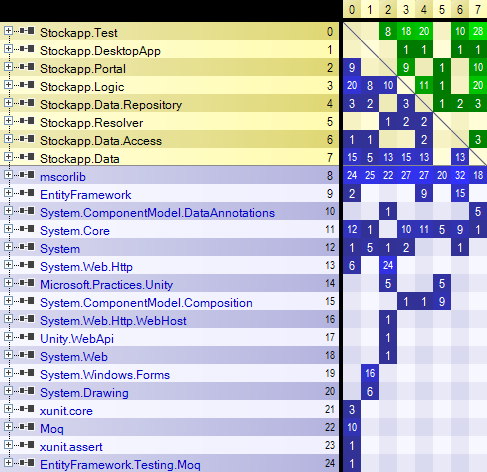 0 1 2 3 4 5 6 7
Stockapp.Test 0 8 18 20 10 28
Stockapp.DesktopApp 1 1 1 1 1
Stockapp.Portal 2 9 9 1 10
Stockapp.Logic 3 20 8 10 11 1 20
Stockapp.Data.Repository 4 3 2 3 1 2 3
Stockapp.Resolver 5 1 2 2
Stockapp.Data.Access 6 1 1 2 3
Stockapp.Data 7 15 5 13 15 13 13
mscorlib 8 24 25 22 27 27 20 32 18
EntityFramework 9 2 9 15
System.ComponentModel.DataAnnotations 10 1 5
System.Core 11 12 1 10 11 5 9 1
System 12 1 5 1 2 1
System.Web.Http 13 6 24
Microsoft.Practices.Unity 14 5 5
System.ComponentModel.Composition 15 1 1 9
System.Web.Http.WebHost 16 1
Unity.WebApi 17 1
System.Web 18 1
System.Windows.Forms 19 16
System.Drawing 20 6
xunit.core 21 3
Moq 22 10
xunit.assert 23 1
EntityFramework.Testing.Moq 24 1